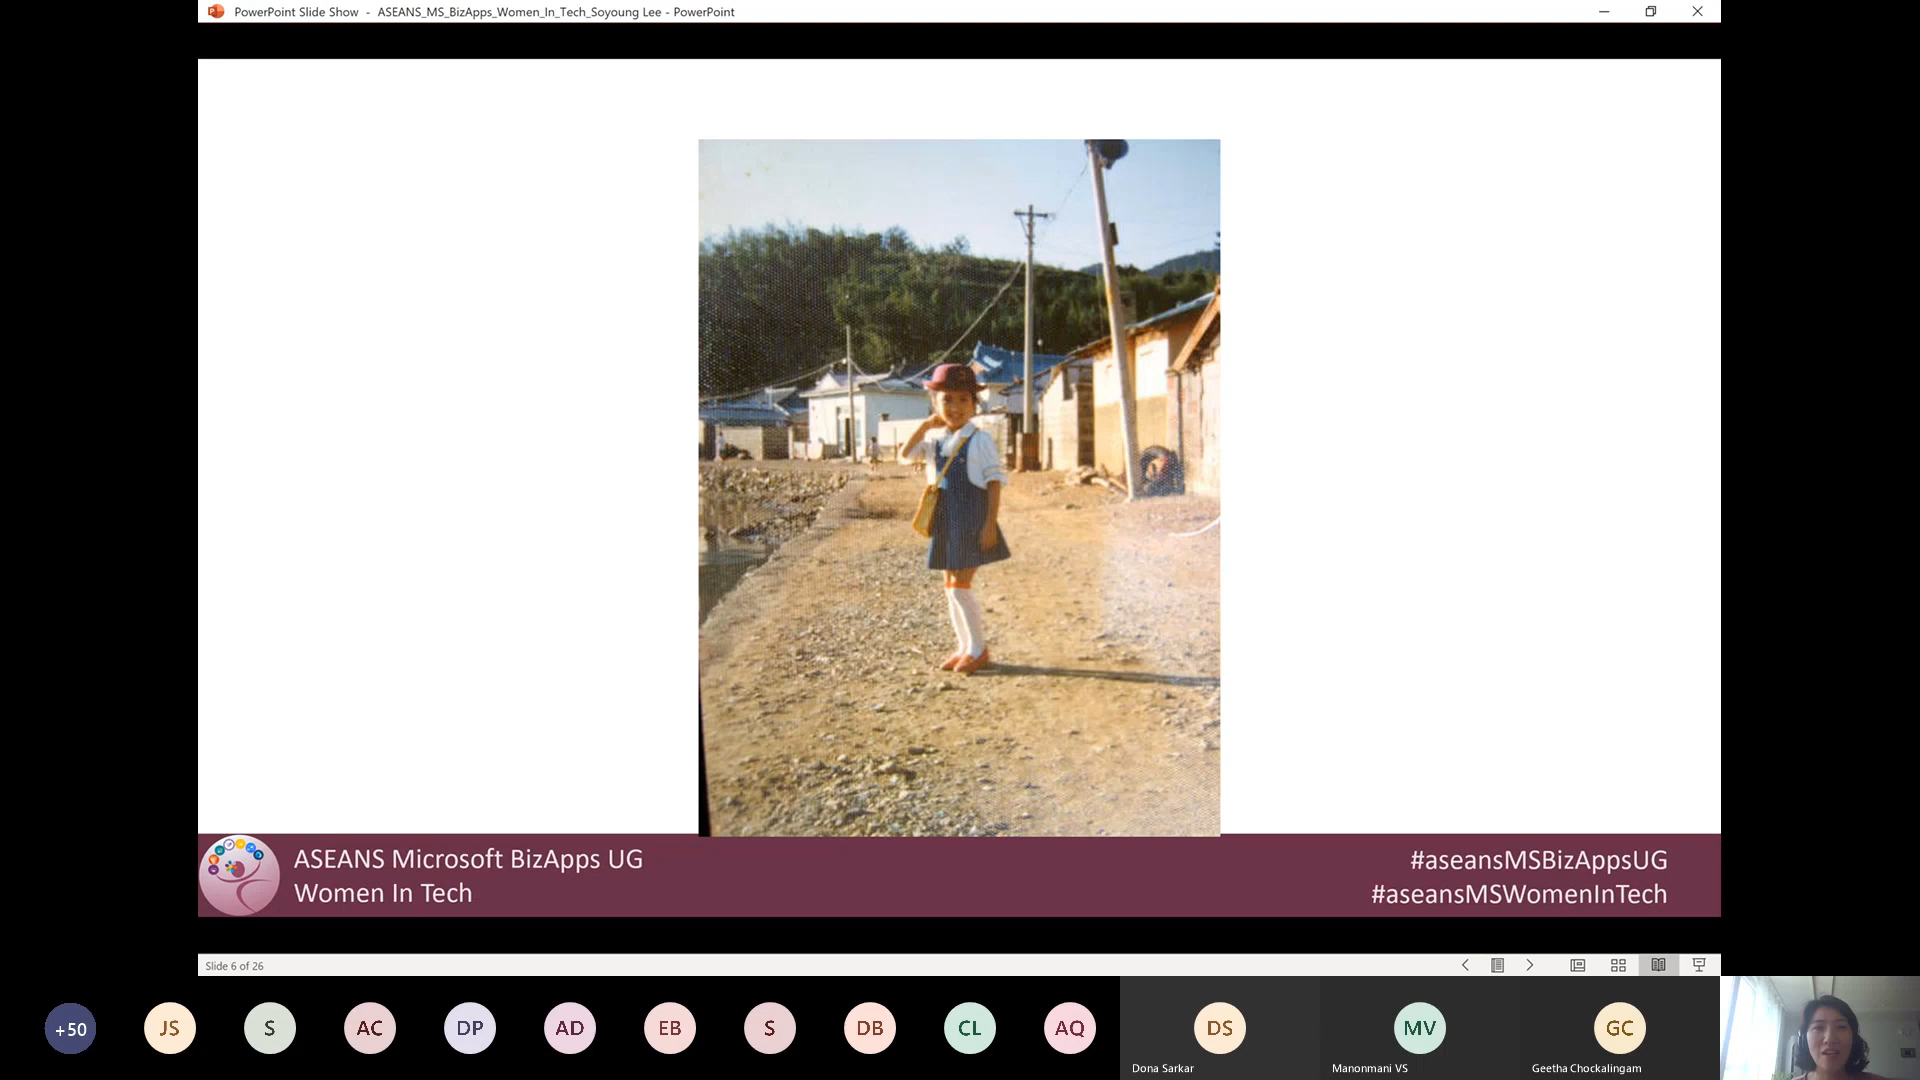 PowerPoint Slide Show - ASEANS_MS_BizApps_Women_In_Tech_Soyoung Lee - PowerPoint
ASEANS Microsoft BizApps UG
Women In Tech
#aseansMSBizAppsUG
#aseansMSWomenInTech
Slide 6 of 26
+50
JS
S
AC
DP
AD
EB
S
DB
CL
AQ
DS
MV
GC
Dona Sarkar
Manonmani VS
Geetha Chockalingam